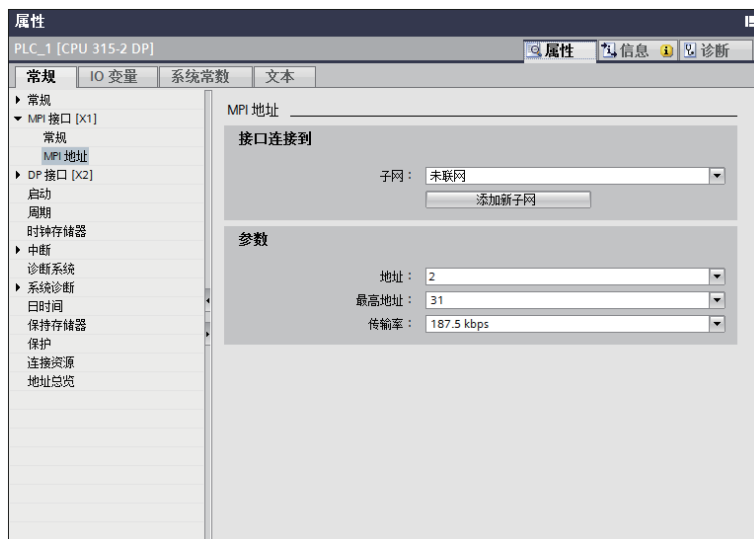 属性
PLC_1 [CPU 315-2 DP]
属性 信息 诊断
常规 IO 变量 系统常数 文本
常规
MPI 接口 [X1]
常规
MPI 地址
DP 接口 [X2]
启动
周期
时钟存储器
中断
诊断系统
系统诊断
日时间
保持存储器
保护
连接资源
地址总览
MPI 地址
接口连接到
子网： 未联网
添加新子网
参数
地址： 2
最高地址： 31
传输率： 187.5 kbps